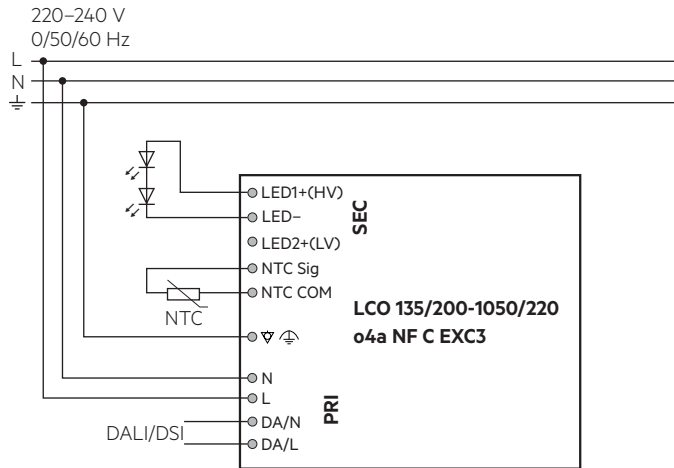 220–240 V
0/50/60 Hz
L
N
LED1+(HV)
LED–
LED2+(LV)
SEC
NTC Sig
NTC COM
NTC
LCO 135/200-1050/220
o4a NF C EXC3
N
L
PRI
DALI/DSI
DA/N
DA/L